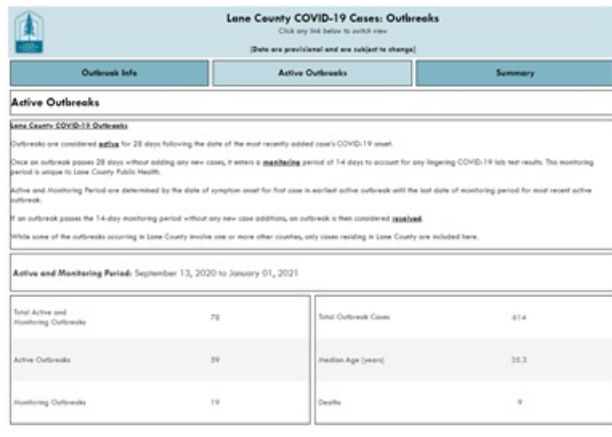 Lane County COVID-19 Cases: Outbreaks
Click any link below to switch view
[Data are provisional and are subject to change]
Outbreak Info
Active Outbreaks
Summary
Active Outbreaks
Lane County COVID-19 Outbreaks
Outbreaks are considered active for 28 days following the date of the most recently added case's COVID-19 onset.
Once an outbreak passes 28 days without adding any new cases, it enters a monitoring period of 14 days to account for any lingering COVID-19 lab test results. This monitoring
period is unique to Lane County Public Health.
Active and Monitoring Period are determined by the date of symptom onset for first case in earliest active outbreak until the last date of monitoring period for most recent active
outbreak.
If an outbreak passes the 14-day monitoring period without any new case additions, an outbreak is then considered resolved.
While some of the outbreaks occurring in Lane County involve one or more other counties, only cases residing in Lane County are included here.
Active and Monitoring Period: September 13, 2020 to January 01, 2021
Total Active and
Monitoring Outbreaks
78
Total Outbreak Cases
614
Active Outbreaks
59
Median Age (years)
35.3
Monitoring Outbreaks
19
Deaths
9